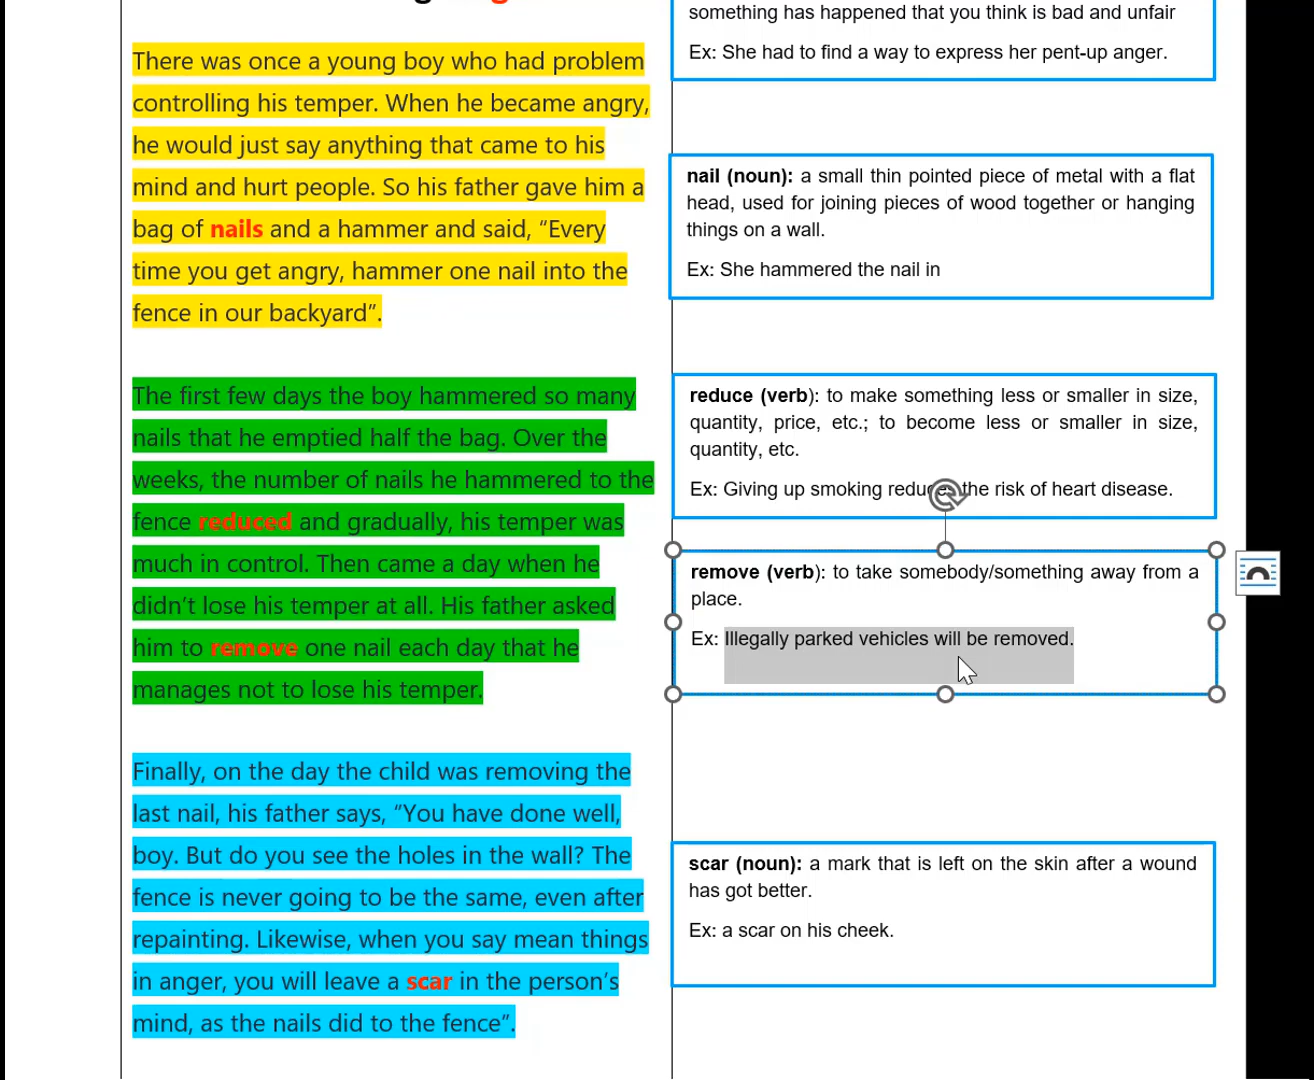 There was once a young boy who had problem
controlling his temper. When he became angry,
he would just say anything that came to his
mind and hurt people. So his father gave him a
bag of nails and a hammer and said, “Every
time you get angry, hammer one nail into the
fence in our backyard”.
The first few days the boy hammered so many
nails that he emptied half the bag. Over the
weeks, the number of nails he hammered to the
fence reduced and gradually, his temper was
much in control. Then came a day when he
didn’t lose his temper at all. His father asked
him to remove one nail each day that he
manages not to lose his temper.
Finally, on the day the child was removing the
last nail, his father says, “You have done well,
boy. But do you see the holes in the wall? The
fence is never going to be the same, even after
repainting. Likewise, when you say mean things
in anger, you will leave a scar in the person’s
mind, as the nails did to the fence”.
something has happened that you think is bad and unfair
Ex: She had to find a way to express her pent-up anger.
nail (noun): a small thin pointed piece of metal with a flat
head, used for joining pieces of wood together or hanging
things on a wall.
Ex: She hammered the nail in
reduce (verb): to make something less or smaller in size,
quantity, price, etc.; to become less or smaller in size,
quantity, etc.
Ex: Giving up smoking reduces the risk of heart disease.
remove (verb): to take somebody/something away from a
place.
Ex: Illegally parked vehicles will be removed.
scar (noun): a mark that is left on the skin after a wound
has got better.
Ex: a scar on his cheek.